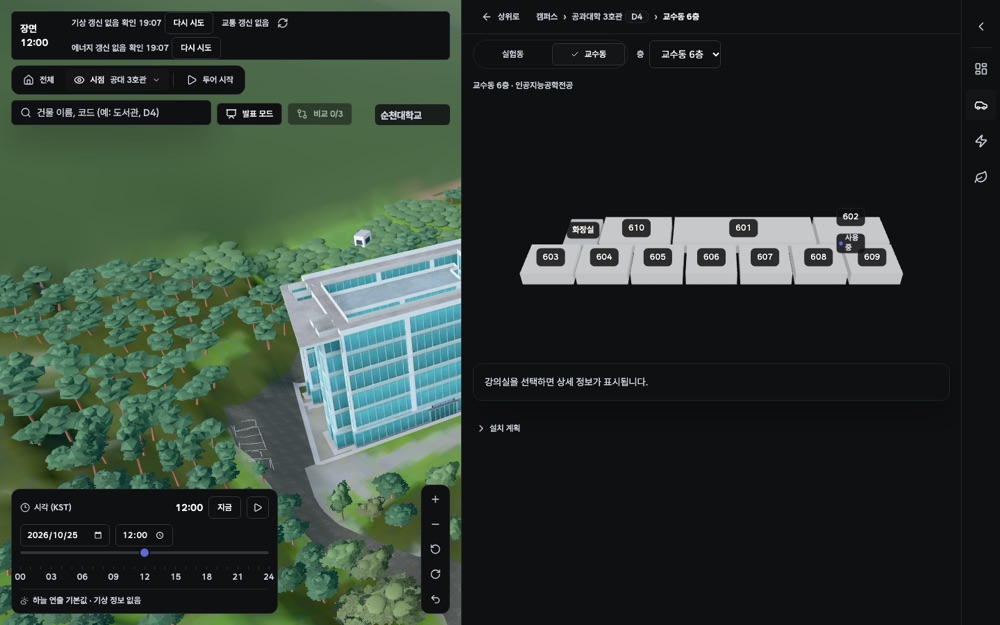 장면
12:00
기상 갱신 없음 확인 19:07 다시 시도 교통 갱신 없음
에너지 갱신 없음 확인 19:07 다시 시도
전체 시점 공대 3호관 투어 시작
건물 이름, 코드 (예: 도서관, D4) 발표 모드 비교 0/3 순천대학교
시각 (KST) 12:00 지금
2026/10/25 12:00
00 03 06 09 12 15 18 21 24
하늘 연출 기본값 · 기상 정보 없음
상위로 캠퍼스 › 공과대학 3호관 D4 › 교수동 6층
실험동 교수동 층 교수동 6층
교수동 6층 · 인공지능공학전공
602
화장실 610 601
사용
중
603 604 605 606 607 608 609
강의실을 선택하면 상세 정보가 표시됩니다.
설치 계획